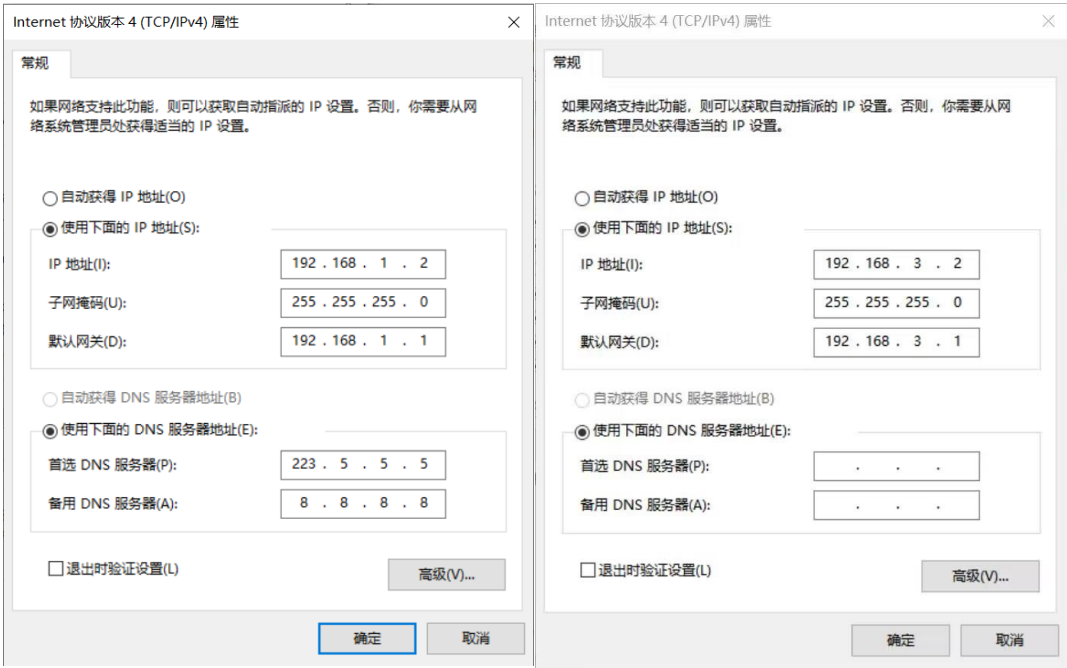 Internet 协议版本 4 (TCP/IPv4) 属性
常规
如果网络支持此功能，则可以获取自动指派的 IP 设置。否则，你需要从网
络系统管理员处获得适当的 IP 设置。
自动获得 IP 地址(O)
使用下面的 IP 地址(S):
IP 地址(I):
192 . 168 . 1 . 2
子网掩码(U):
255 . 255 . 255 . 0
默认网关(D):
192 . 168 . 1 . 1
自动获得 DNS 服务器地址(B)
使用下面的 DNS 服务器地址(E):
首选 DNS 服务器(P):
223 . 5 . 5 . 5
备用 DNS 服务器(A):
8 . 8 . 8 . 8
退出时验证设置(L)
高级(V)...
确定
取消
Internet 协议版本 4 (TCP/IPv4) 属性
常规
如果网络支持此功能，则可以获取自动指派的 IP 设置。否则，你需要从网
络系统管理员处获得适当的 IP 设置。
自动获得 IP 地址(O)
使用下面的 IP 地址(S):
IP 地址(I):
192 . 168 . 3 . 2
子网掩码(U):
255 . 255 . 255 . 0
默认网关(D):
192 . 168 . 3 . 1
自动获得 DNS 服务器地址(B)
使用下面的 DNS 服务器地址(E):
首选 DNS 服务器(P):
. . .
备用 DNS 服务器(A):
. . .
退出时验证设置(L)
高级(V)...
确定
取消